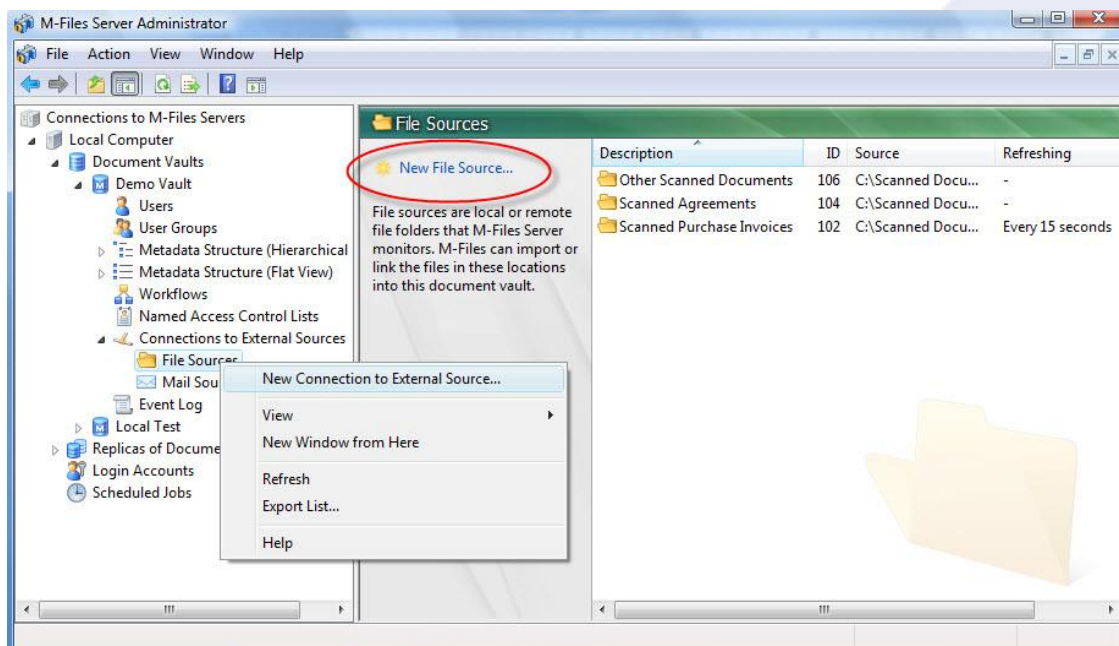 M-Files Server Administrator
File Action View Window Help
Connections to M-Files Servers
Local Computer
Document Vaults
Demo Vault
Users
User Groups
Metadata Structure (Hierarchical
Metadata Structure (Flat View)
Workflows
Named Access Control Lists
Connections to External Sources
File Sources
Mail Sou
Event Log
Local Test
Replicas of Docume
Login Accounts
Scheduled Jobs
New Connection to External Source...
View
New Window from Here
Refresh
Export List...
Help
File Sources
New File Source...
File sources are local or remote
file folders that M-Files Server
monitors. M-Files can import or
link the files in these locations
into this document vault.
Description ID Source Refreshing
Other Scanned Documents 106 C:\Scanned Docu... -
Scanned Agreements 104 C:\Scanned Docu... -
Scanned Purchase Invoices 102 C:\Scanned Docu... Every 15 seconds